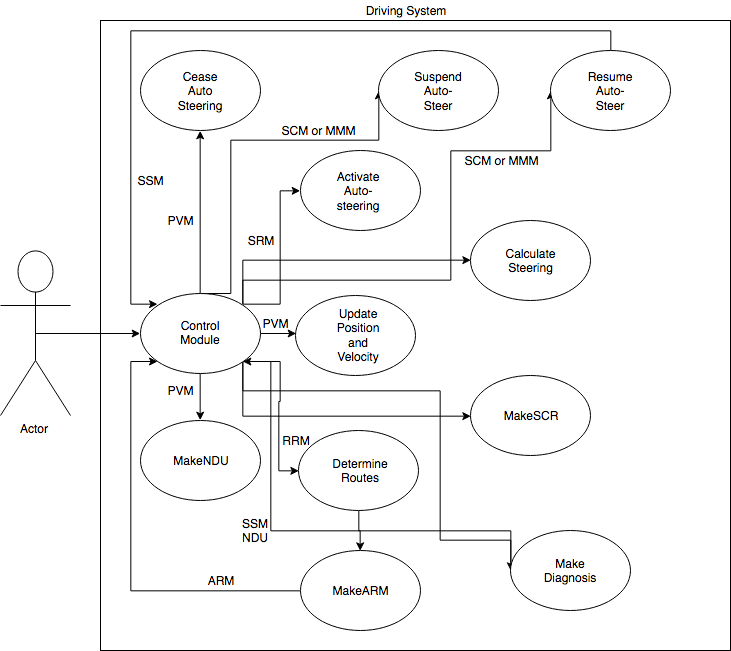 Driving System
Cease
Auto
Steering
Suspend
Auto-
Steer
Resume
Auto-
Steer
SCM or MMM
SCM or MMM
SSM
Activate
Auto-
steering
PVM
SRM
Calculate
Steering
Control
Module
PVM
Update
Position
and
Velocity
Actor
PVM
MakeSCR
MakeNDU
RRM
Determine
Routes
SSM
NDU
Make
Diagnosis
ARM
MakeARM